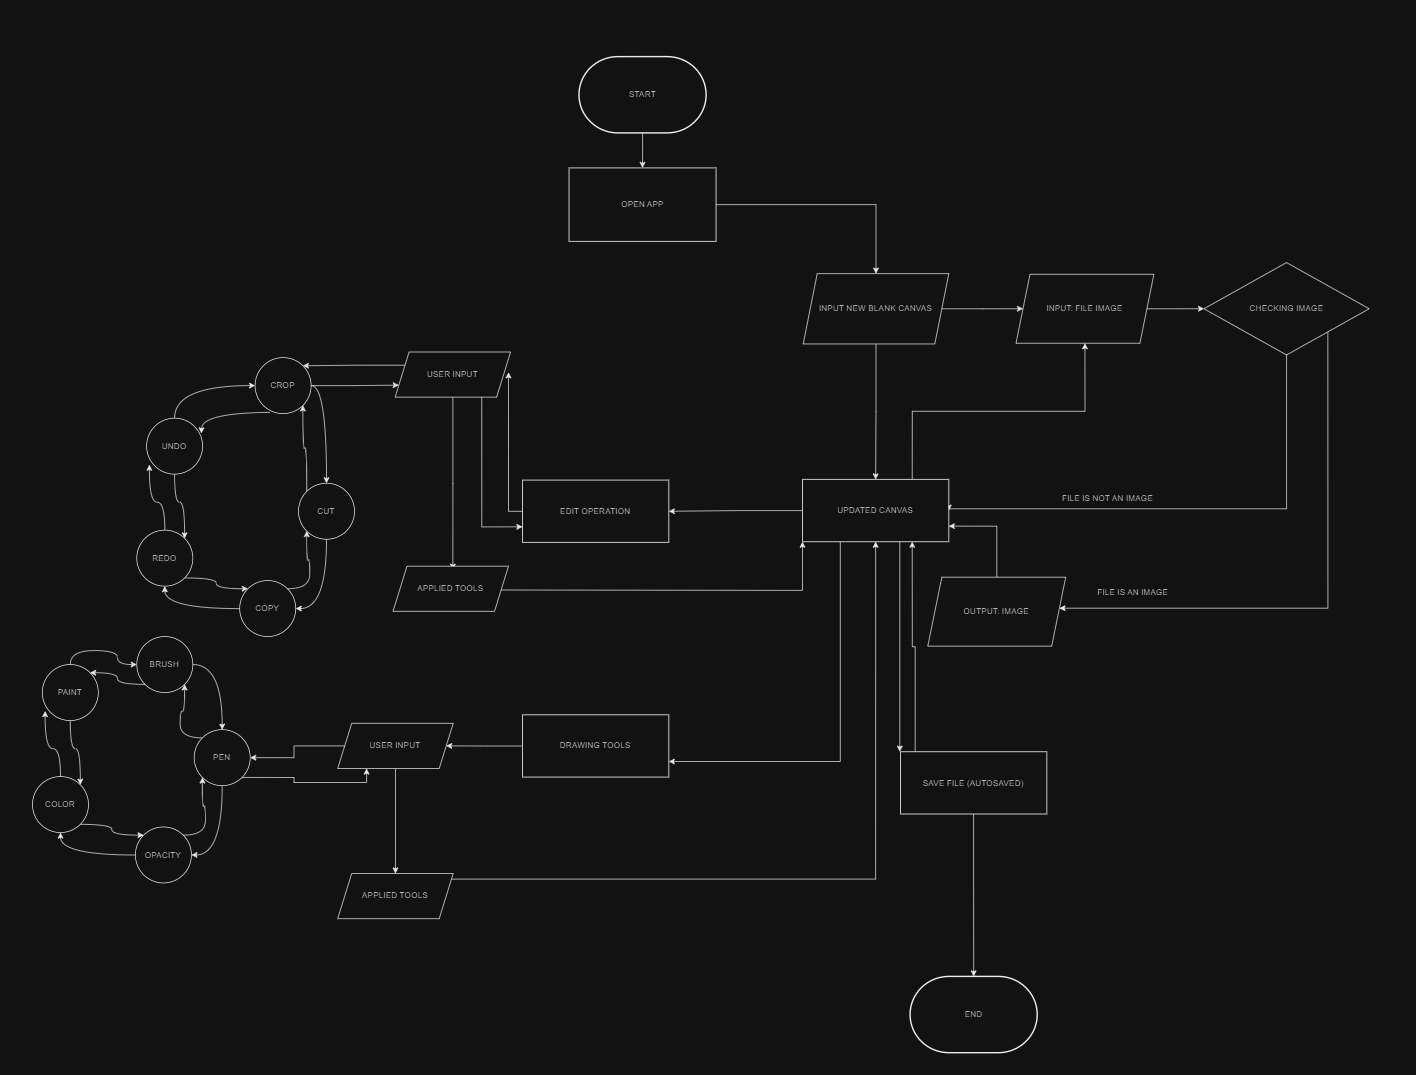 START
OPEN APP
INPUT NEW BLANK CANVAS
INPUT: FILE IMAGE
CHECKING IMAGE
USER INPUT
CROP
UNDO
CUT
EDIT OPERATION
UPDATED CANVAS
FILE IS NOT AN IMAGE
REDO
COPY
APPLIED TOOLS
OUTPUT: IMAGE
FILE IS AN IMAGE
BRUSH
PAINT
PEN
USER INPUT
DRAWING TOOLS
SAVE FILE (AUTOSAVED)
COLOR
OPACITY
APPLIED TOOLS
END